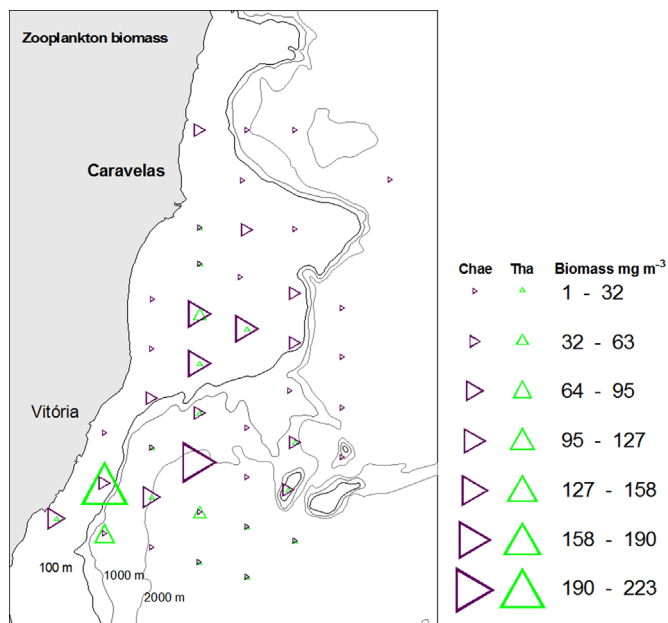 Zooplankton biomass
Caravelas
Vitória
100 m
1000 m
2000 m
Chae Tha Biomass mg m⁻³
1 - 32
32 - 63
64 - 95
95 - 127
127 - 158
158 - 190
190 - 223